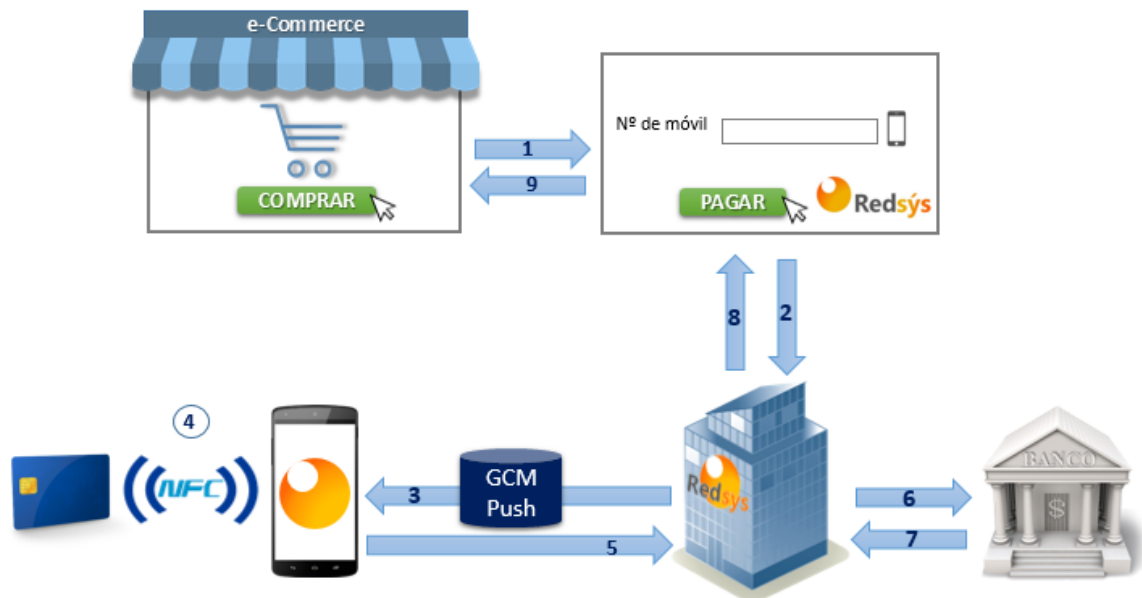 e-Commerce
COMPRAR
1
9
Nº de móvil
PAGAR
Redsýs
8
2
4
NFC
3
GCM
Push
5
Redsys
6
7
BANCO
$